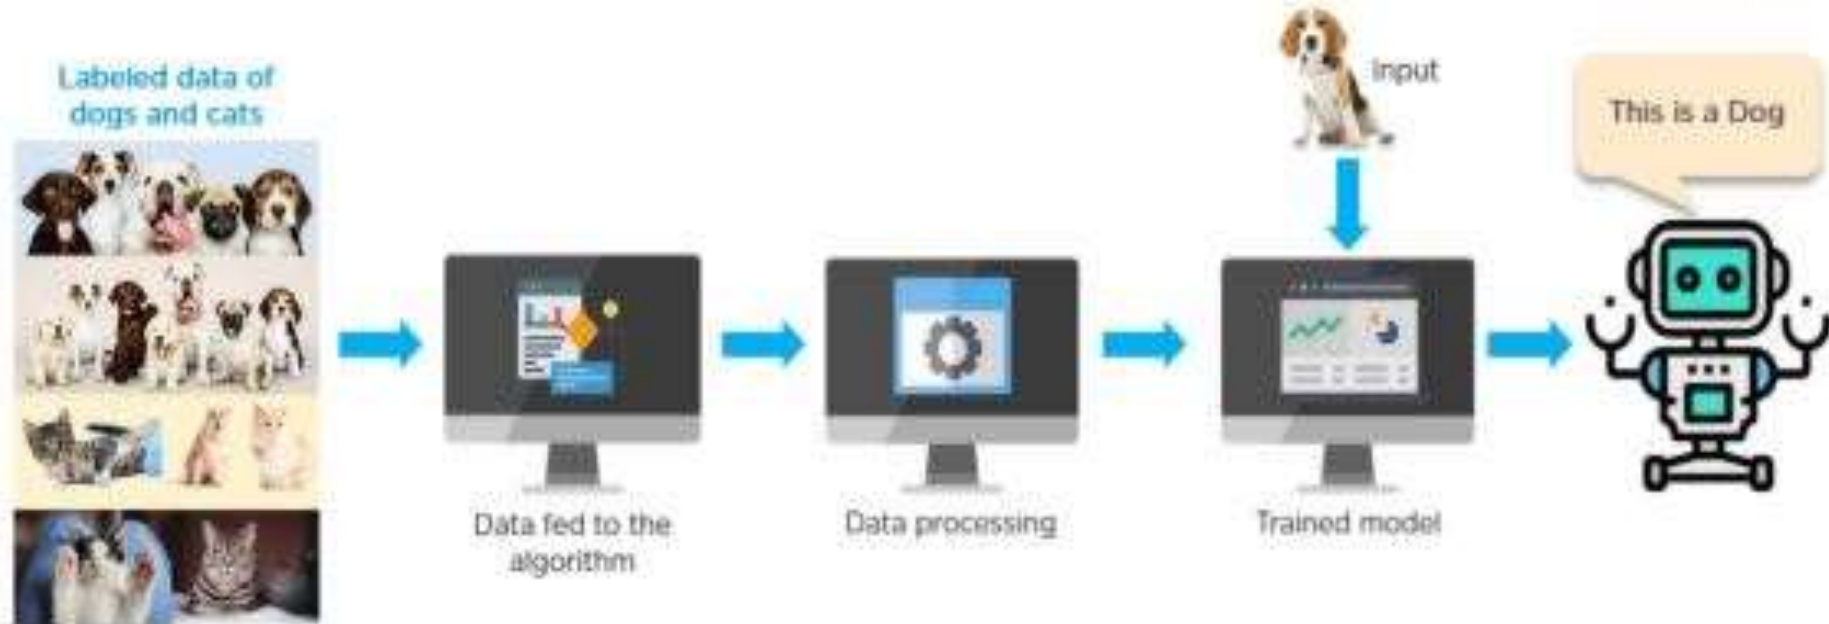 Labeled data of
dogs and cats
Input
This is a Dog
Data fed to the
algorithm
Data processing
Trained model